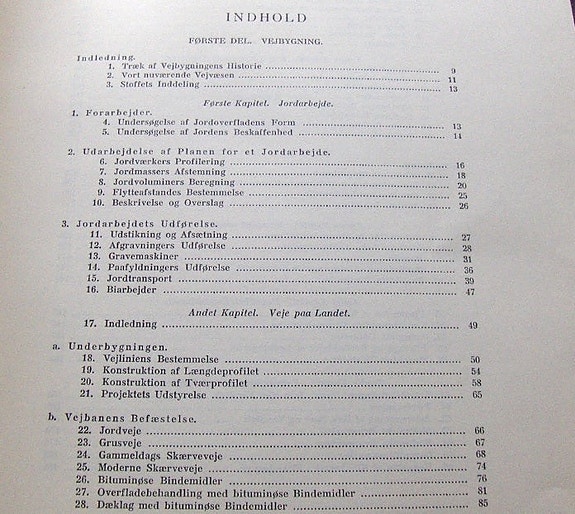 INDHOLD
FØRSTE DEL. VEJBYGNING.
Indledning.
1. Træk af Vejbygningens Historie ........ 9
2. Vort nuværende Vejvæsen ........ 11
3. Stoffets Inddeling ........ 13
Første Kapitel. Jordarbejde.
1. Forarbejder.
4. Undersøgelse af Jordoverfladens Form ........ 13
5. Undersøgelse af Jordens Beskaffenhed ........ 14
2. Udarbejdelse af Planen for et Jordarbejde.
6. Jordværkers Profilering ........ 16
7. Jordmassers Afstemning ........ 18
8. Jordvoluminers Beregning ........ 20
9. Flytteafstandes Bestemmelse ........ 25
10. Beskrivelse og Overslag ........ 26
3. Jordarbejdets Udførelse.
11. Udstikning og Afsætning ........ 27
12. Afgravningers Udførelse ........ 28
13. Gravemaskiner ........ 31
14. Paafyldningers Udførelse ........ 36
15. Jordtransport ........ 39
16. Biarbejder ........ 47
Andet Kapitel. Veje paa Landet.
17. Indledning ........ 49
a. Underbygningen.
18. Vejliniens Bestemmelse ........ 50
19. Konstruktion af Længdeprofilet ........ 54
20. Konstruktion af Tværprofilet ........ 58
21. Projektets Udstyrelse ........ 65
b. Vejbanens Befæstelse.
22. Jordveje ........ 66
23. Grusveje ........ 67
24. Gammeldags Skærveveje ........ 68
25. Moderne Skærveveje ........ 74
26. Bituminøse Bindemidler ........ 76
27. Overfladebehandling med bituminøse Bindemidler ........ 81
28. Dæklag med bituminøse Bindemidler ........ 85